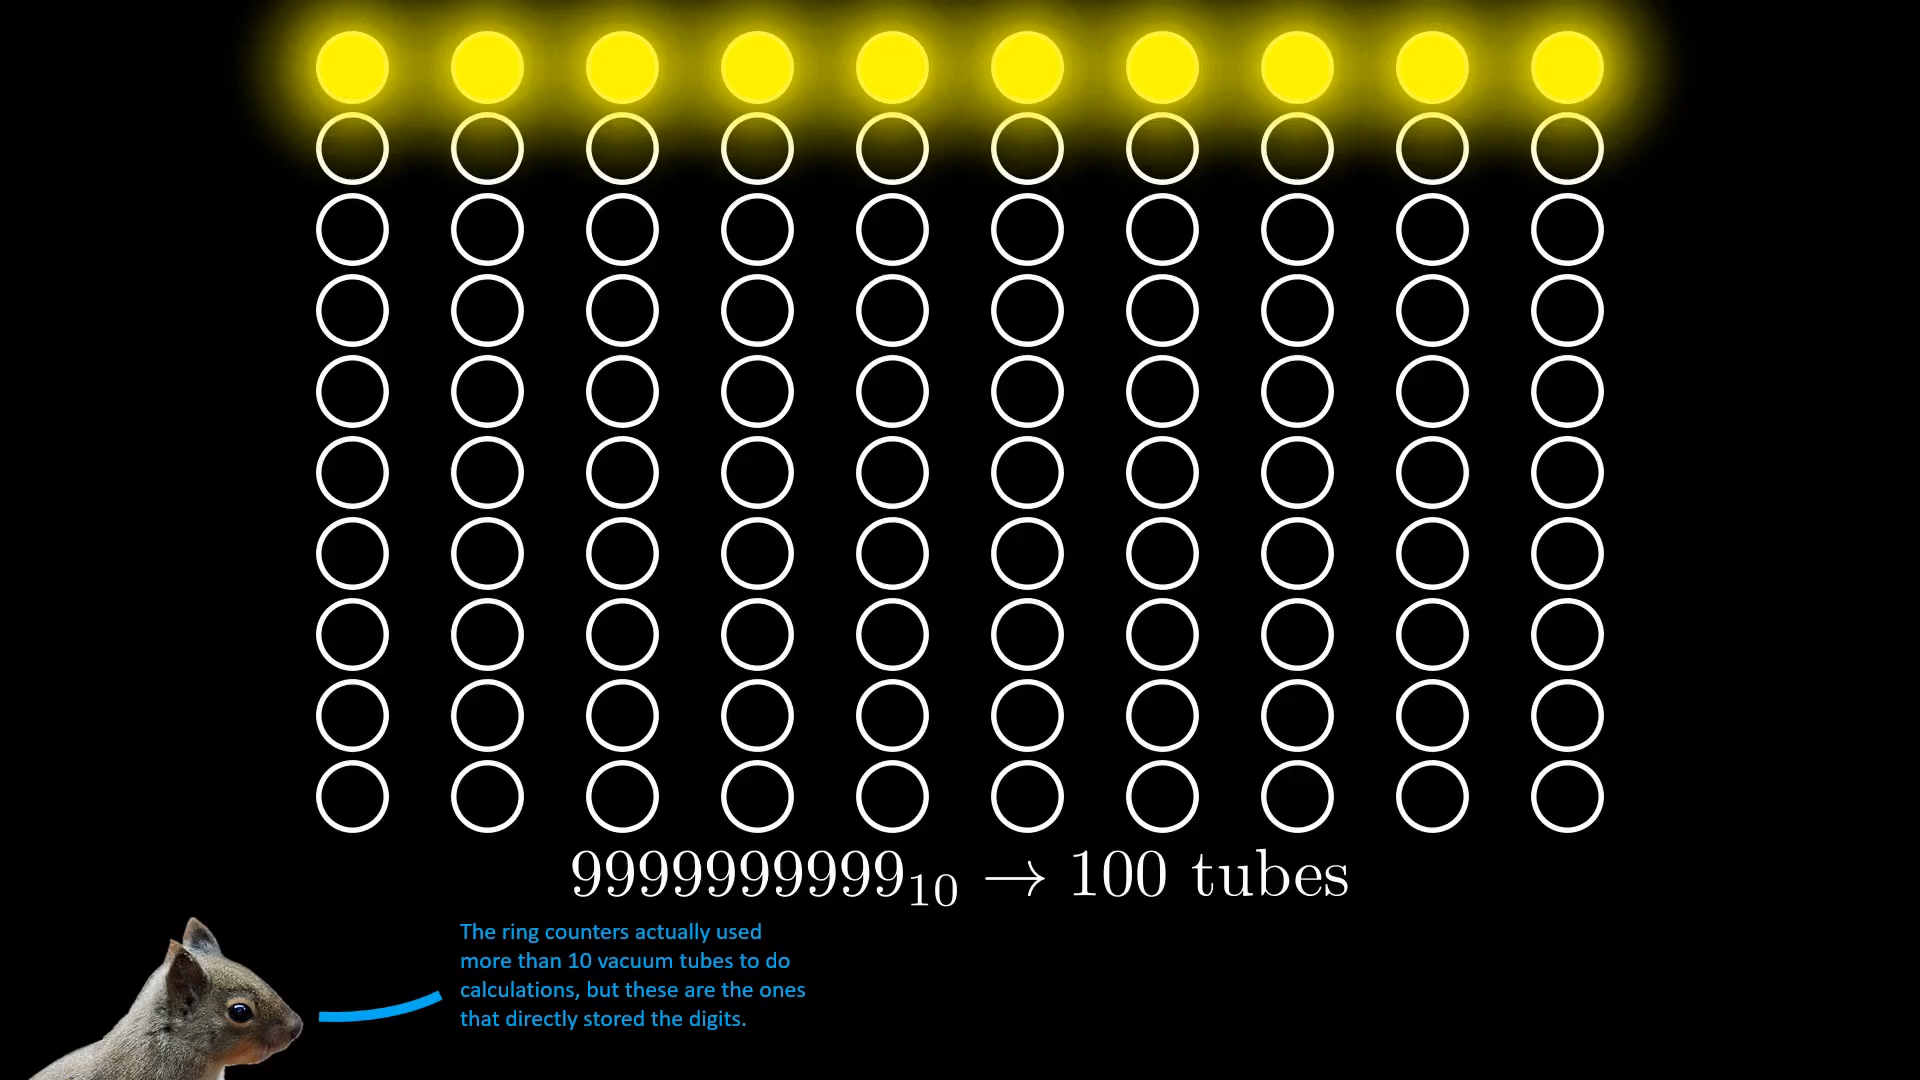 9999999999₁₀ → 100 tubes
The ring counters actually used
more than 10 vacuum tubes to do
calculations, but these are the ones
that directly stored the digits.